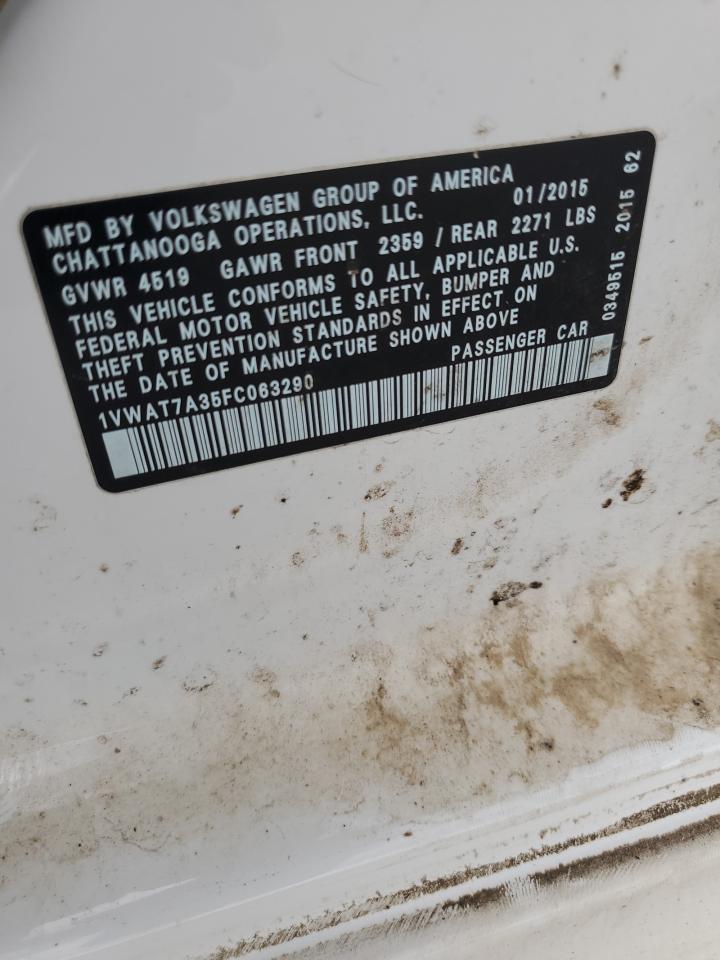 MFD BY VOLKSWAGEN GROUP OF AMERICA
CHATTANOOGA OPERATIONS, LLC. 01/2015
GVWR 4519 GAWR FRONT 2359 / REAR 2271 LBS
THIS VEHICLE CONFORMS TO ALL APPLICABLE U.S.
FEDERAL MOTOR VEHICLE SAFETY, BUMPER AND
THEFT PREVENTION STANDARDS IN EFFECT ON
THE DATE OF MANUFACTURE SHOWN ABOVE
1VWAT7A35FC063290 PASSENGER CAR
0349515 2015 62